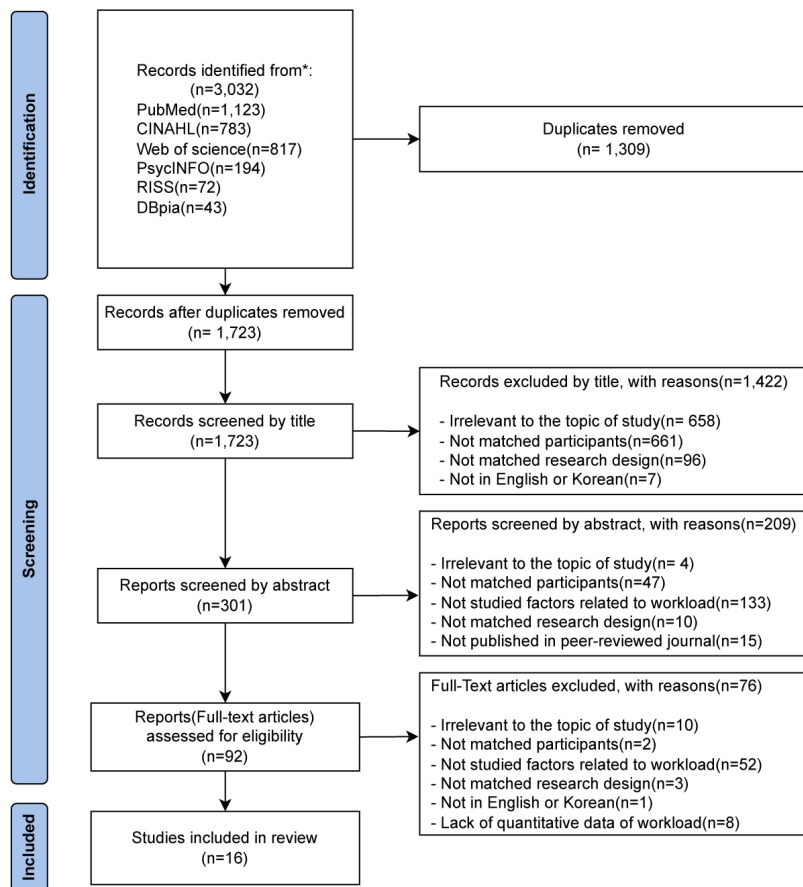 Identification
Records identified from*:
(n=3,032)
PubMed(n=1,123)
CINAHL(n=783)
Web of science(n=817)
PsycINFO(n=194)
RISS(n=72)
DBpia(n=43)
Duplicates removed
(n= 1,309)
Screening
Records after duplicates removed
(n= 1,723)
Records screened by title
(n=1,723)
Records excluded by title, with reasons(n=1,422)
- Irrelevant to the topic of study(n= 658)
- Not matched participants(n=661)
- Not matched research design(n=96)
- Not in English or Korean(n=7)
Reports screened by abstract
(n=301)
Reports screened by abstract, with reasons(n=209)
- Irrelevant to the topic of study(n= 4)
- Not matched participants(n=47)
- Not studied factors related to workload(n=133)
- Not matched research design(n=10)
- Not published in peer-reviewed journal(n=15)
Reports(Full-text articles)
assessed for eligibility
(n=92)
Full-Text articles excluded, with reasons(n=76)
- Irrelevant to the topic of study(n=10)
- Not matched participants(n=2)
- Not studied factors related to workload(n=52)
- Not matched research design(n=3)
- Not in English or Korean(n=1)
- Lack of quantitative data of workload(n=8)
Included
Studies included in review
(n=16)